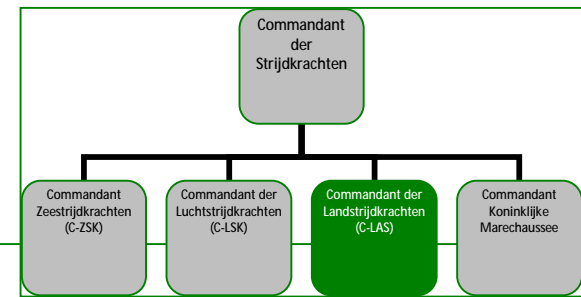 Commandant
der
Strijdkrachten
Commandant
Zeestrijdkrachten
(C-ZSK)
Commandant der
Luchtstrijdkrachten
(C-LSK)
Commandant der
Landstrijdkrachten
(C-LAS)
Commandant
Koninklijke
Marechaussee